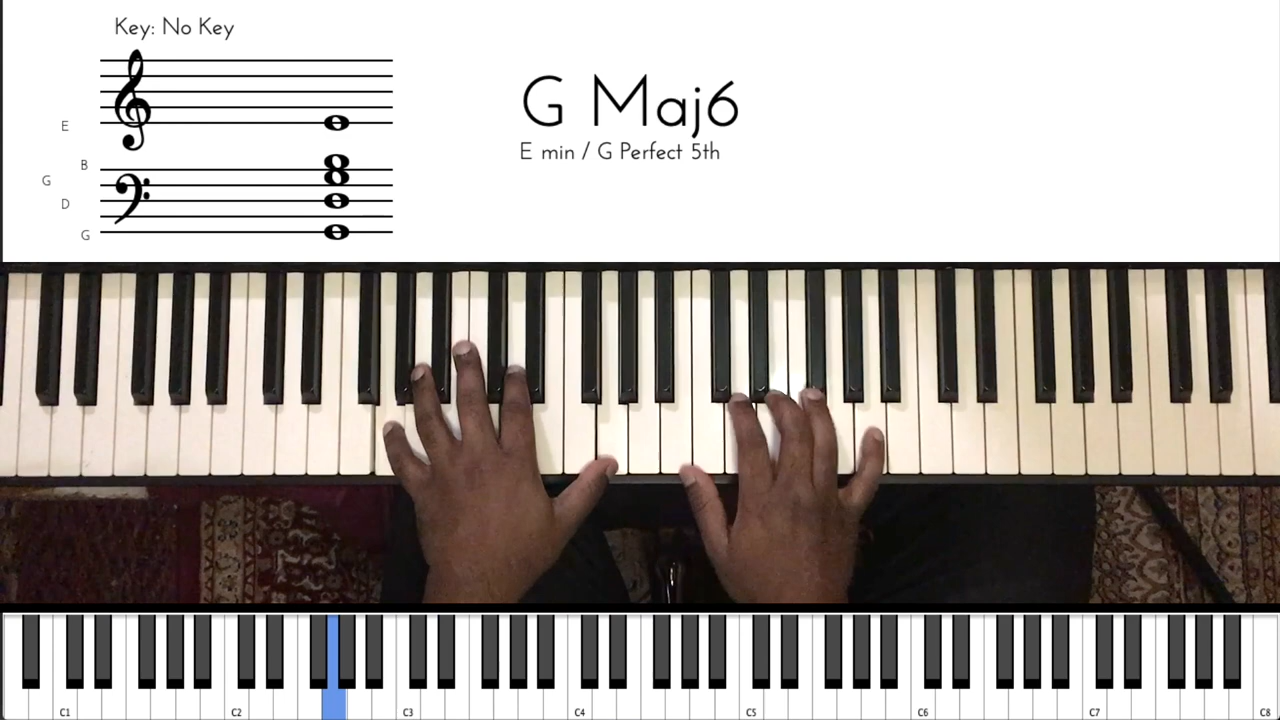 Key: No Key
G Maj6
E min / G Perfect 5th
E
B
G
D
G
C1 C2 C3 C4 C5 C6 C7 C8